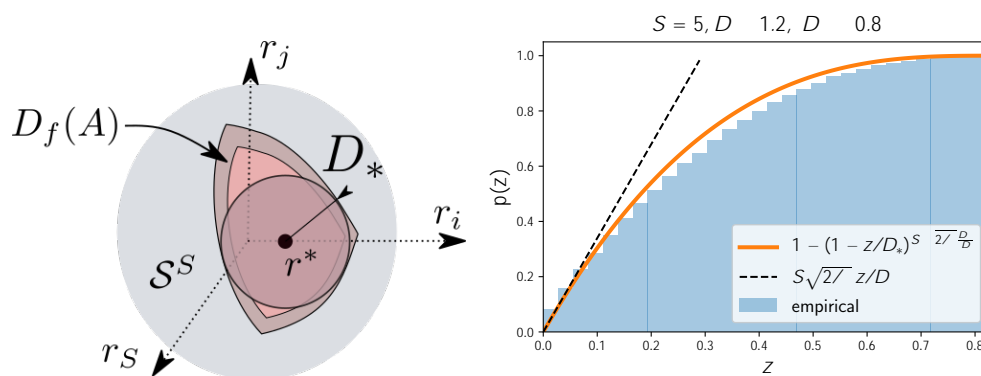 r_j
D_f(A)
D_*
r_i
r^*
𝒮^S
r_S
S = 5, D 1.2, D 0.8
p(z)
1.0
0.8
0.6
0.4
0.2
0.0
1 − (1 − z/D_*)^{S √2/ D/D}
S√2/ z/D
empirical
0.0 0.1 0.2 0.3 0.4 0.5 0.6 0.7 0.8
z